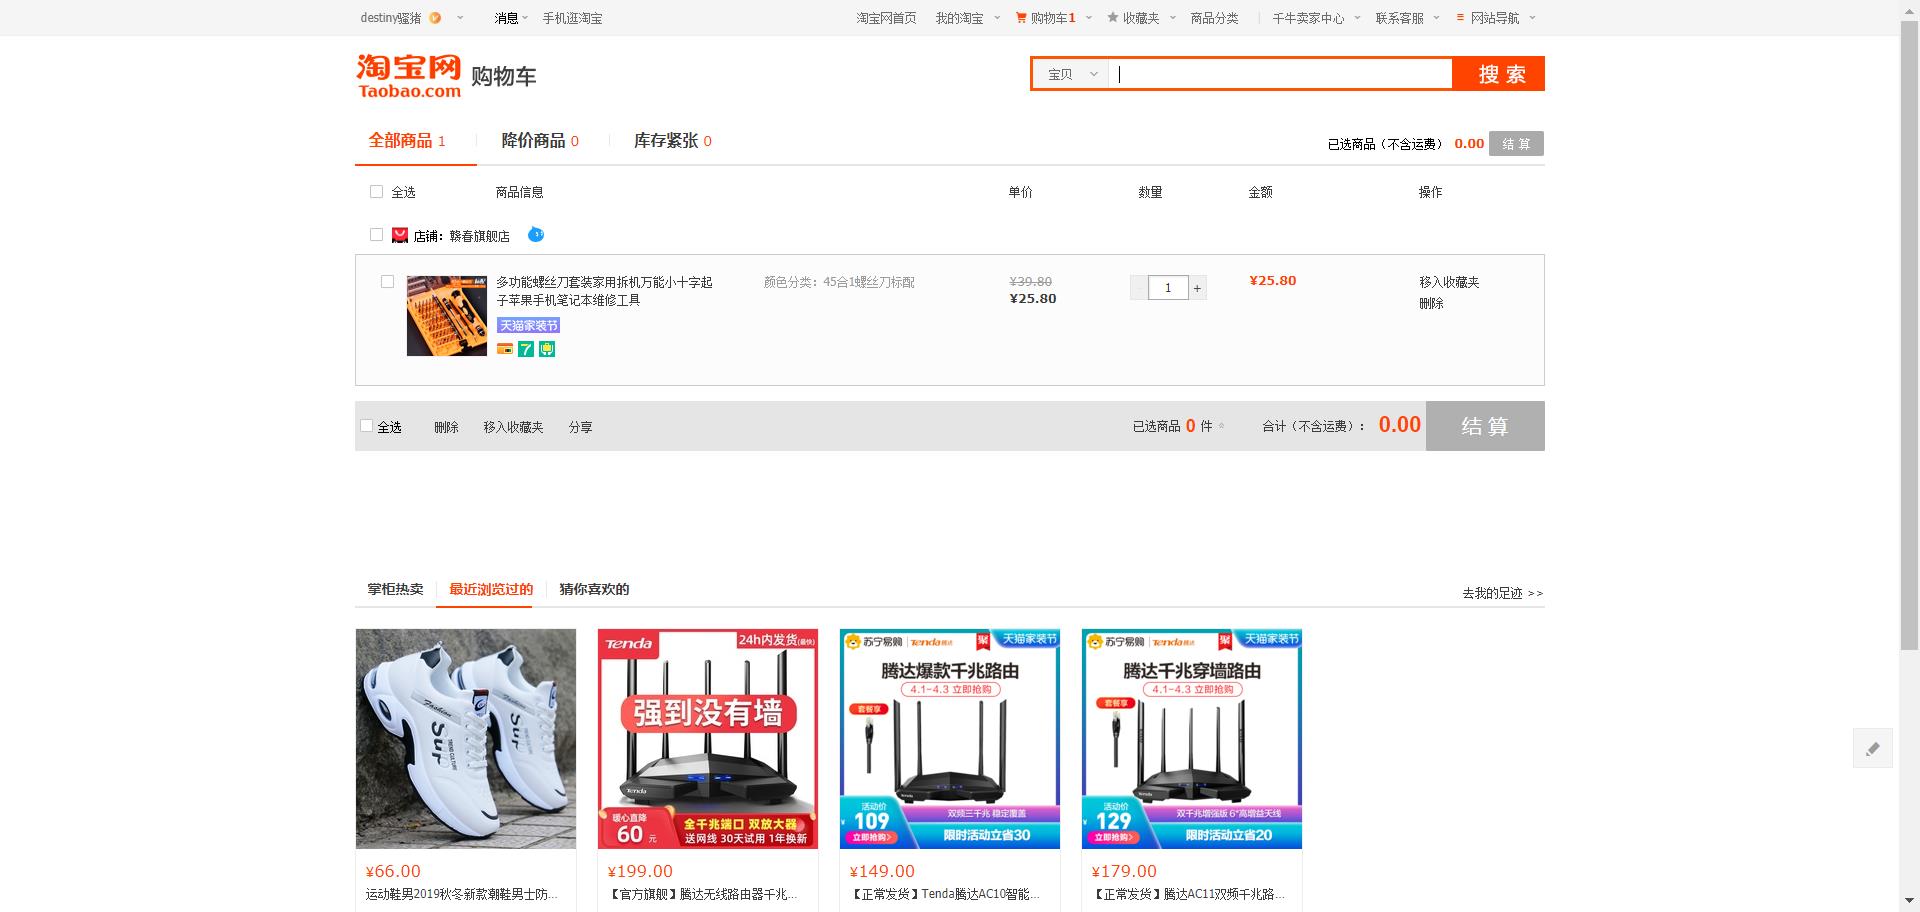 destiny骚猪
消息
手机逛淘宝
淘宝网首页
我的淘宝
购物车1
收藏夹
商品分类
千牛卖家中心
联系客服
网站导航
淘宝网
Taobao.com
购物车
宝贝
搜索
全部商品 1
降价商品 0
库存紧张 0
已选商品（不含运费） 0.00
结 算
全选
商品信息
单价
数量
金额
操作
店铺： 赣春旗舰店
多功能螺丝刀套装家用拆机万能小十字起
子苹果手机笔记本维修工具
天猫家装节
7
颜色分类：45合1螺丝刀标配
¥39.80
¥25.80
- 1 +
¥25.80
移入收藏夹
删除
全选
删除
移入收藏夹
分享
已选商品 0 件
合计（不含运费）： 0.00
结 算
掌柜热卖
最近浏览过的
猜你喜欢的
去我的足迹 >>
Fashion
Sup
TREND CULTURE
¥66.00
运动鞋男2019秋冬新款潮鞋男士防...
Tenda
24h内发货(最快)
强到没有墙
Tenda
暖心直降
60元
全千兆端口 双放大器
送网线 30天试用 1年换新
¥199.00
【官方旗舰】腾达无线路由器千兆...
苏宁易购 Tenda腾达
聚
天猫家装节
腾达爆款千兆路由
4.1-4.3 立即抢购
套餐享
活动价
¥109
立即抢购>
双频三千兆 稳定覆盖
限时活动立省30
¥149.00
【正常发货】Tenda腾达AC10智能...
苏宁易购 Tenda腾达
聚
天猫家装节
腾达千兆穿墙路由
4.1-4.3 立即抢购
套餐享
活动价
¥129
立即抢购>
双千兆增强版 6*高增益天线
限时活动立省20
¥179.00
【正常发货】腾达AC11双频千兆路...